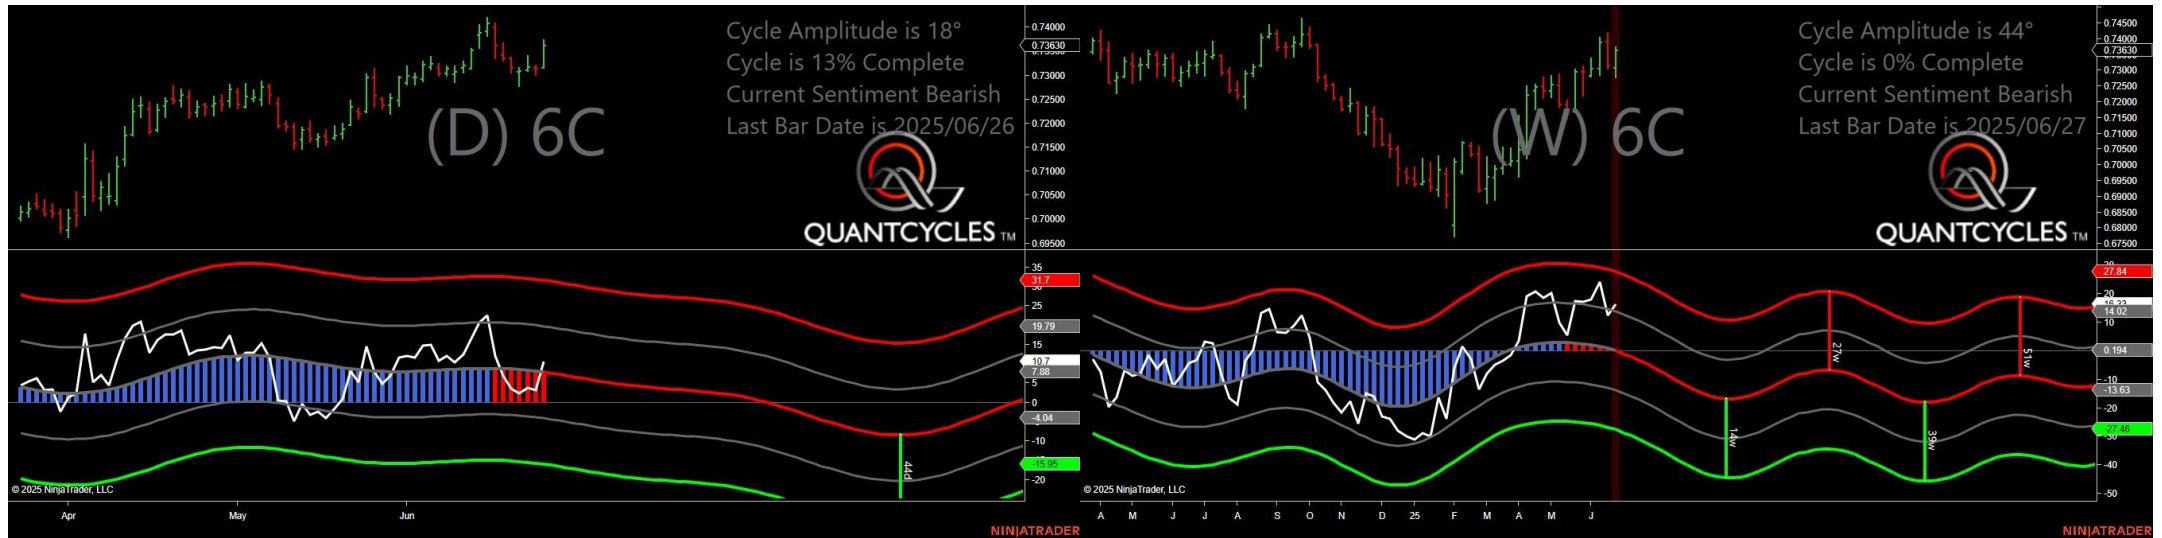 Cycle Amplitude is 18°
Cycle is 13% Complete
Current Sentiment Bearish
Last Bar Date is 2025/06/26
(D) 6C
QUANTCYCLES TM
0.74000
0.73630
0.73000
0.72500
0.72000
0.71500
0.71000
0.70500
0.70000
0.69500
35
31.7
25
19.79
15
10.7
7.88
5
0
-4.04
-10
-15.95
-20
44d
© 2025 NinjaTrader, LLC
Apr
May
Jun
NINJATRADER
Cycle Amplitude is 44°
Cycle is 0% Complete
Current Sentiment Bearish
Last Bar Date is 2025/06/27
(W) 6C
QUANTCYCLES TM
0.74500
0.74000
0.73630
0.73000
0.72500
0.72000
0.71500
0.71000
0.70500
0.70000
0.69500
0.69000
0.68500
0.68000
0.67500
27.84
20
14.02
10
0.194
-10
-13.63
-20
-27.46
-40
-50
27w
51w
14w
39w
© 2025 NinjaTrader, LLC
A
M
J
J
A
S
O
N
D
25
F
M
A
M
J
NINJATRADER